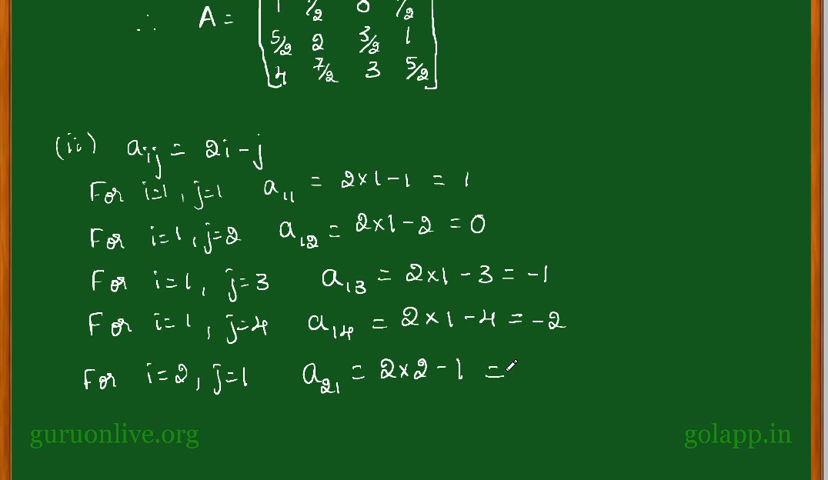 ∴ A = [1 1/2 0 1/2
5/2 2 3/2 1
4 7/2 3 5/2]
(ii) aij = 2i - j
For i=1, j=1 a11 = 2×1-1 = 1
For i=1, j=2 a12 = 2×1-2 = 0
For i=1, j=3 a13 = 2×1-3 = -1
For i=1, j=4 a14 = 2×1-4 = -2
For i=2, j=1 a21 = 2×2-1 =
guruonlive.org golapp.in